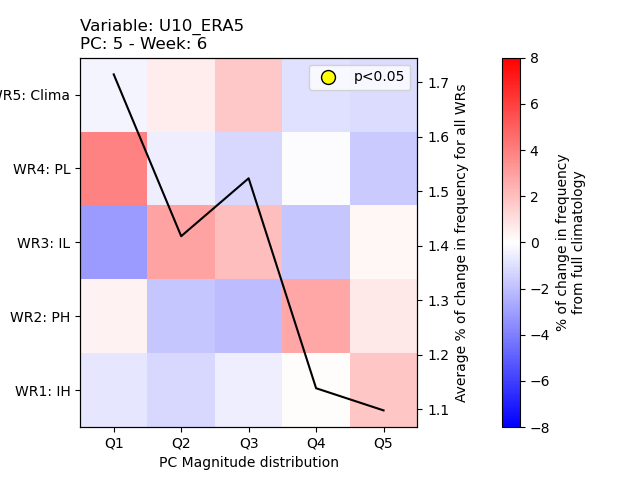 Variable: U10_ERA5
PC: 5 - Week: 6
p<0.05
WR5: Clima
WR4: PL
WR3: IL
WR2: PH
WR1: IH
Q1 Q2 Q3 Q4 Q5
PC Magnitude distribution
1.7
1.6
1.5
1.4
1.3
1.2
1.1
Average % of change in frequency for all WRs
8
6
4
2
0
−2
−4
−6
−8
% of change in frequency
from full climatology